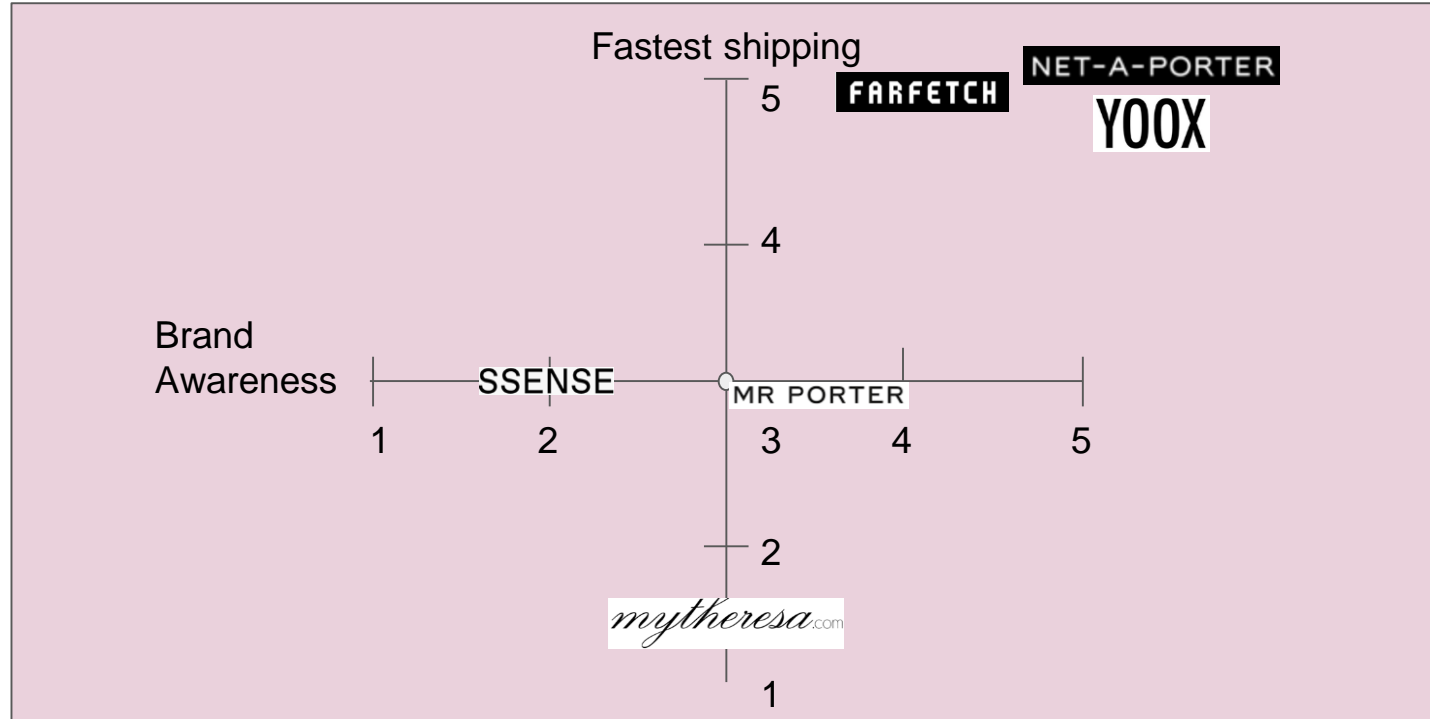 Fastest shipping
NET-A-PORTER
FARFETCH
5
YOOX
4
Brand
Awareness
SSENSE
MR PORTER
1
2
3
4
5
2
mytheresa.com
1